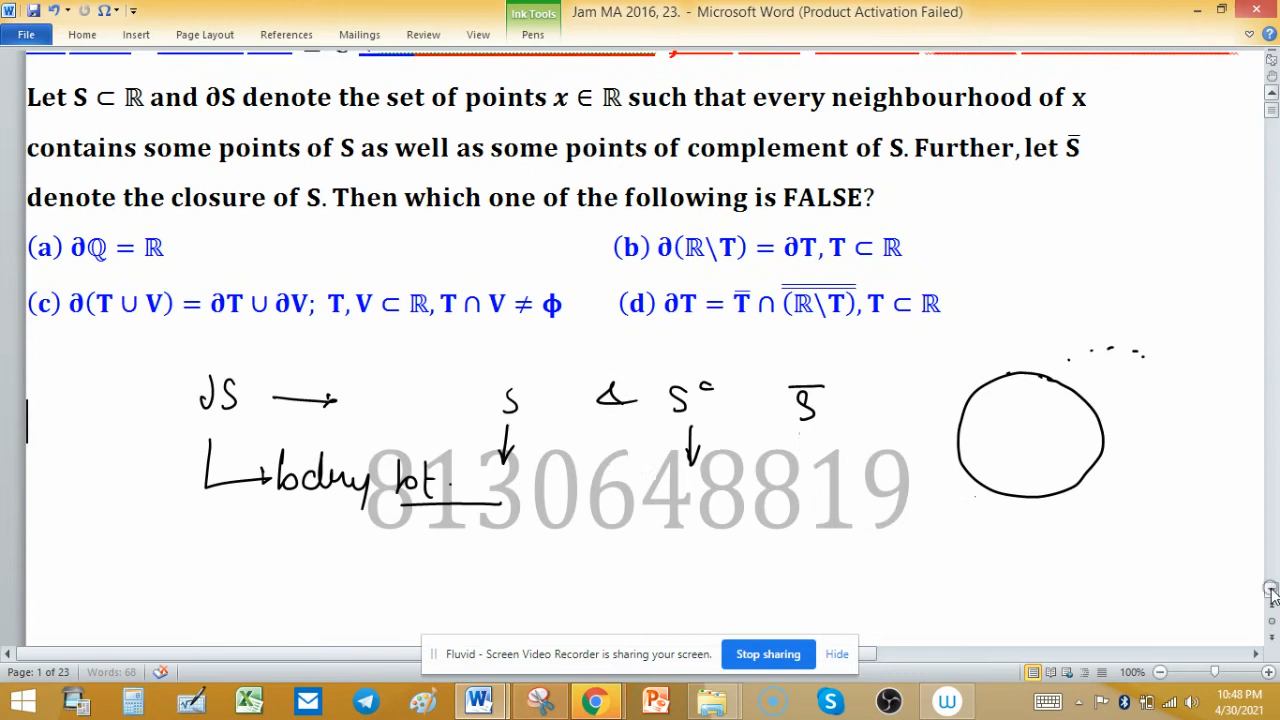 Ink Tools
Jam MA 2016, 23. - Microsoft Word (Product Activation Failed)
File Home Insert Page Layout References Mailings Review View Pens
Let S ⊂ ℝ and ∂S denote the set of points x ∈ ℝ such that every neighbourhood of x
contains some points of S as well as some points of complement of S. Further, let S̅
denote the closure of S. Then which one of the following is FALSE?
(a) ∂ℚ = ℝ (b) ∂(ℝ\T) = ∂T, T ⊂ ℝ
(c) ∂(T ∪ V) = ∂T ∪ ∂V; T, V ⊂ ℝ, T ∩ V ≠ ϕ (d) ∂T = T̅ ∩ \overline{\overline{(ℝ\T)}}, T ⊂ ℝ
∂S → S & Sᶜ S̅
bdry pt.
8130648819
Fluvid - Screen Video Recorder is sharing your screen. Stop sharing Hide
Page: 1 of 23 Words: 68 100%
10:48 PM
4/30/2021